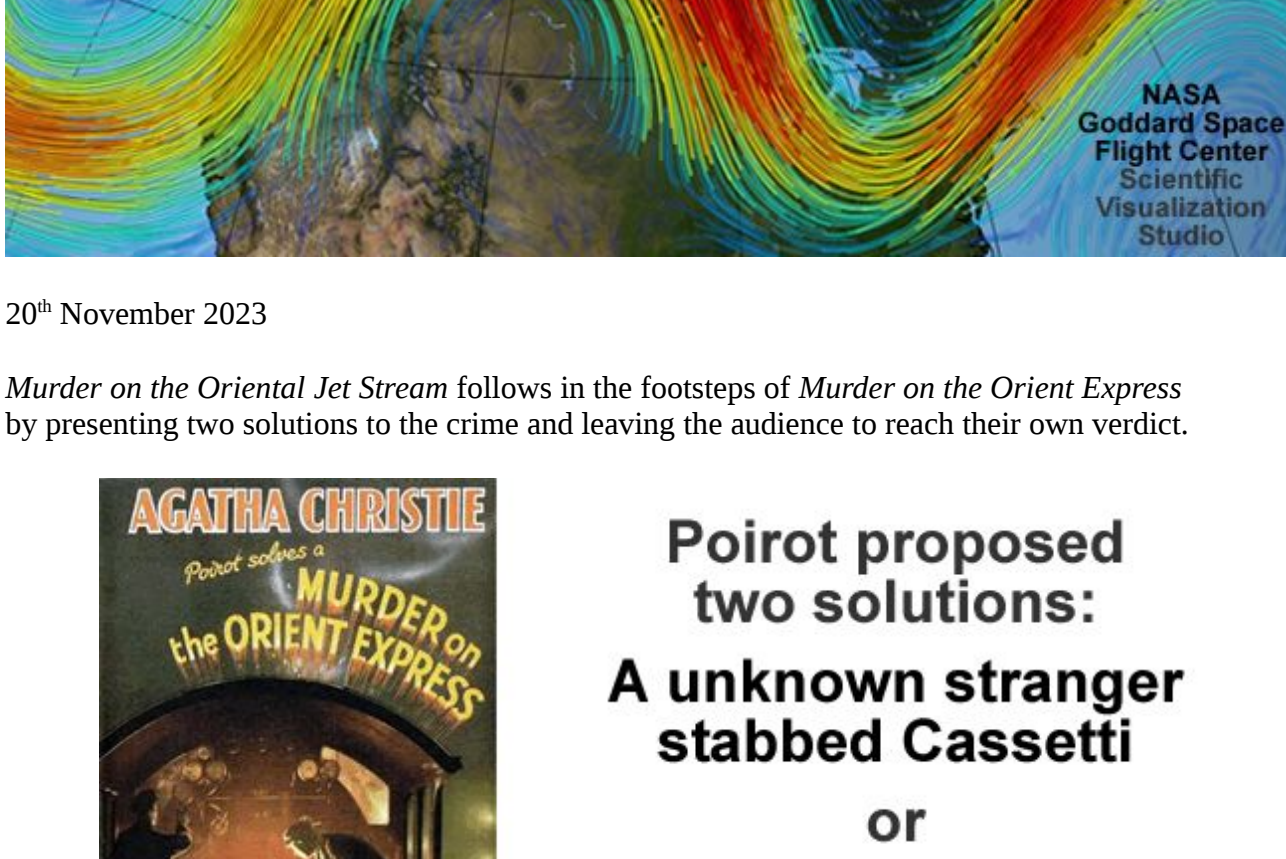 NASA
Goddard Space
Flight Center
Scientific
Visualization
Studio
20th November 2023
Murder on the Oriental Jet Stream follows in the footsteps of Murder on the Orient Express
by presenting two solutions to the crime and leaving the audience to reach their own verdict.
AGATHA CHRISTIE
Poirot solves a
MURDER on
the ORIENT EXPRESS
Poirot proposed
two solutions:
A unknown stranger
stabbed Cassetti
or